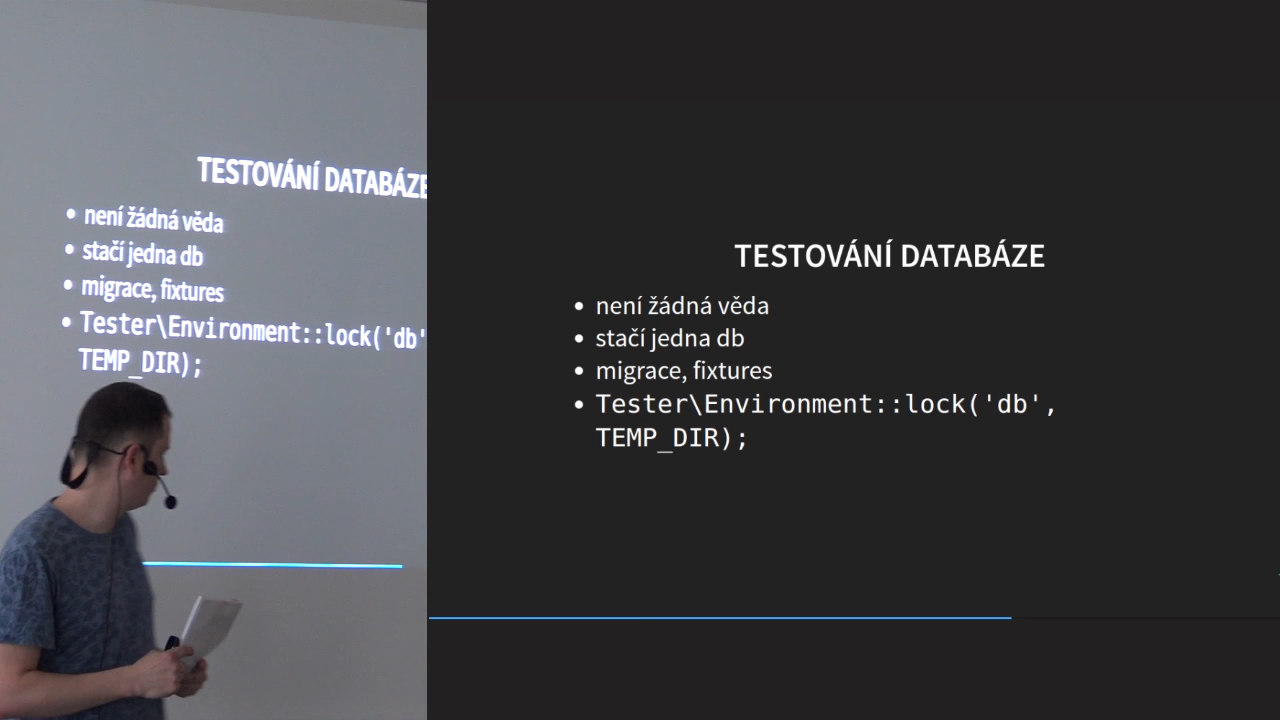 TESTOVÁNÍ DATABÁZE
• není žádná věda
• stačí jedna db
• migrace, fixtures
• Tester\Environment::lock('db'
TEMP_DIR);
TESTOVÁNÍ DATABÁZE
• není žádná věda
• stačí jedna db
• migrace, fixtures
• Tester\Environment::lock('db',
TEMP_DIR);